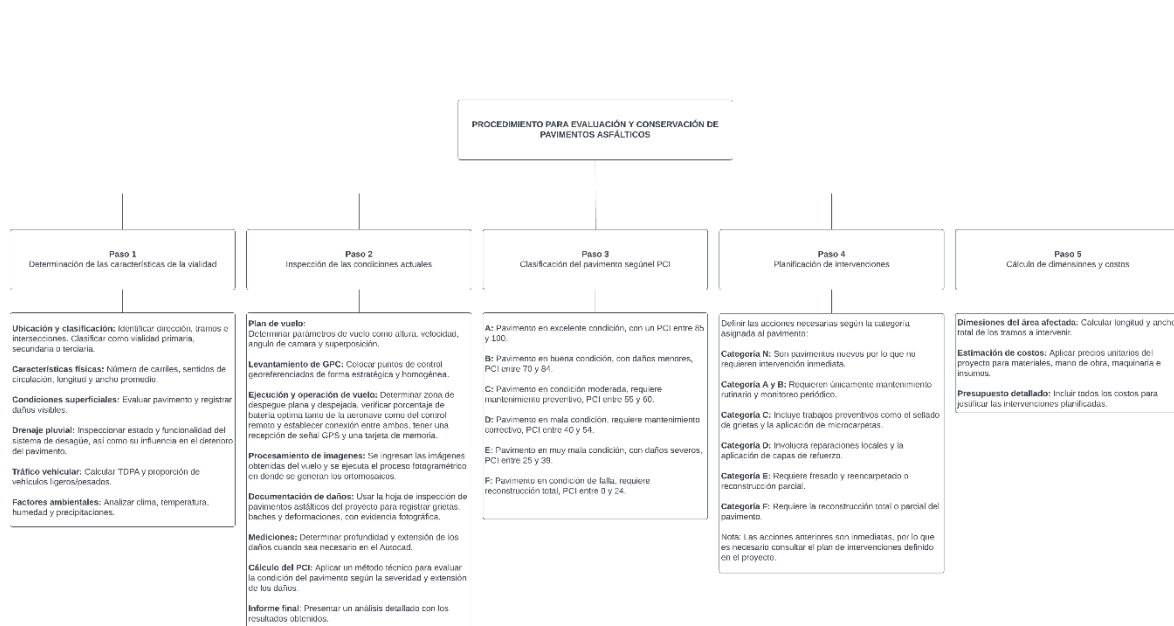 PROCEDIMIENTO PARA EVALUACIÓN Y CONSERVACIÓN DE
PAVIMENTOS ASFÁLTICOS
Paso 1
Determinación de las característica de la vialidad
Ubicación y clasificación: Identificar dirección, tramos e
intersecciones. Clasificar como vialidad primaria,
secundaria o terciaria.
Características físicas: Número de carriles, sentidos de
circulación, longitud y ancho promedio.
Condiciones superficiales: Evaluar pavimento y registrar
daños visibles.
Drenaje pluvial: Inspeccionar estado y funcionalidad del
sistema de desagüe, así como su influencia en el deterioro
del pavimento.
Tráfico vehícular: Calcular TDPA y proporción de
vehículos ligeros/pesados.
Factores ambientales: Analizar clima, temperatura,
humedad y precipitaciones.
Paso 2
Inspección de las condiciones actuales
Plan de vuelo:
Determinar parámetros de vuelo como altura, velocidad,
angulo de camara y superposición.
Levantamiento de GPC: Colocar puntos de control
georeferenciados de forma estratégica y homogénea.
Ejecución y operación de vuelo: Determinar zona de
despegue plana y despejada, verificar porcentaje de
batería optima tanto de la aeronave como del control
remoto y establecer conexión entre ambos, tener una
recepción de señal GPS y una tarjeta de memoria.
Procesamiento de imagenes: Se ingresan las imágenes
obtenidas del vuelo y se ejecuta el proceso fotogramétrico
en donde se generan los ortomosaicos.
Documentación de daños: Usar la hoja de inspección de
pavimentos asfálticos del proyecto para registrar grietas,
baches y deformaciones, con evidencia fotográfica.
Mediciones: Determinar profundidad y extensión de los
daños cuando sea necesario en el Autocad.
Cálculo del PCI: Aplicar un método técnico para evaluar
la condición del pavimento según la severidad y extensión
de los daños.
Informe final: Presentar un análisis detallado con los
resultados obtenidos.
Paso 3
Clasificación del pavimento segúnel PCI
A: Pavimento en excelente condición, con un PCI entre 85
y 100.
B: Pavimento en buena condición, con daños menores,
PCI entre 70 y 84.
C: Pavimento en condición moderada, requiere
mantenimiento preventivo, PCI entre 55 y 60.
D: Pavimento en mala condición, requiere mantenimiento
correctivo, PCI entre 40 y 54.
E: Pavimento en muy mala condición, con daños severos,
PCI entre 25 y 39.
F: Pavimento en condición de falla, requiere
reconstrucción total, PCI entre 0 y 24.
Paso 4
Planificación de intervenciones
Definir las acciones necesarias según la categoría
asignada al pavimento:
Categoría N: Son pavimentos nuevos por lo que no
requieren intervención inmediata.
Categoría A y B: Requieren únicamente mantenimiento
rutinario y monitoreo periódico.
Categoría C: Incluye trabajos preventivos como el sellado
de grietas y la aplicación de microcarpetas.
Categoría D: Involucra reparaciones locales y la
aplicación de capas de refuerzo.
Categoría E: Requiere fresado y reencarpetado o
reconstrucción parcial.
Categoría F: Requiere la reconstrucción total o parcial del
pavimento.
Nota: Las acciones anteriores son inmediatas, por lo que
es necesario consultar el plan de intervenciones definido
en el proyecto.
Paso 5
Cálculo de dimensiones y costos
Dimesiones del área afectada: Calcular longitud y ancho
total de los tramos a intervenir.
Estimación de costos: Aplicar precios unitarios del
proyecto para materiales, mano de obra, maquinaria e
insumos.
Presupuesto detallado: Incluir todos los costos para
justificar las intervenciones planificadas.